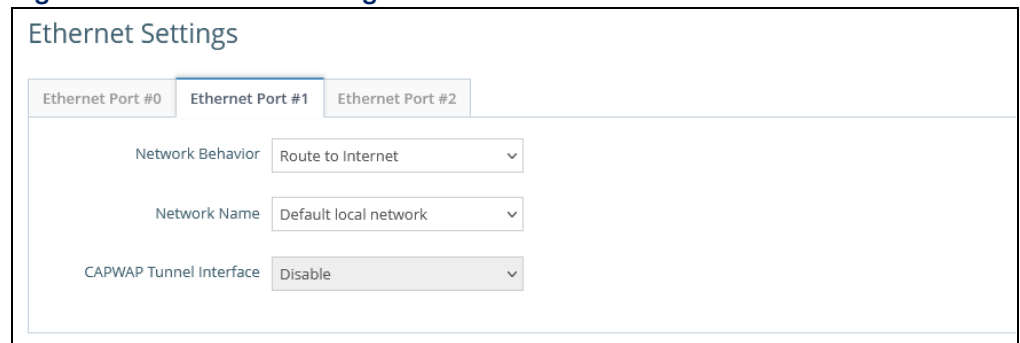 Ethernet Settings
Ethernet Port #0 Ethernet Port #1 Ethernet Port #2
Network Behavior Route to Internet
Network Name Default local network
CAPWAP Tunnel Interface Disable